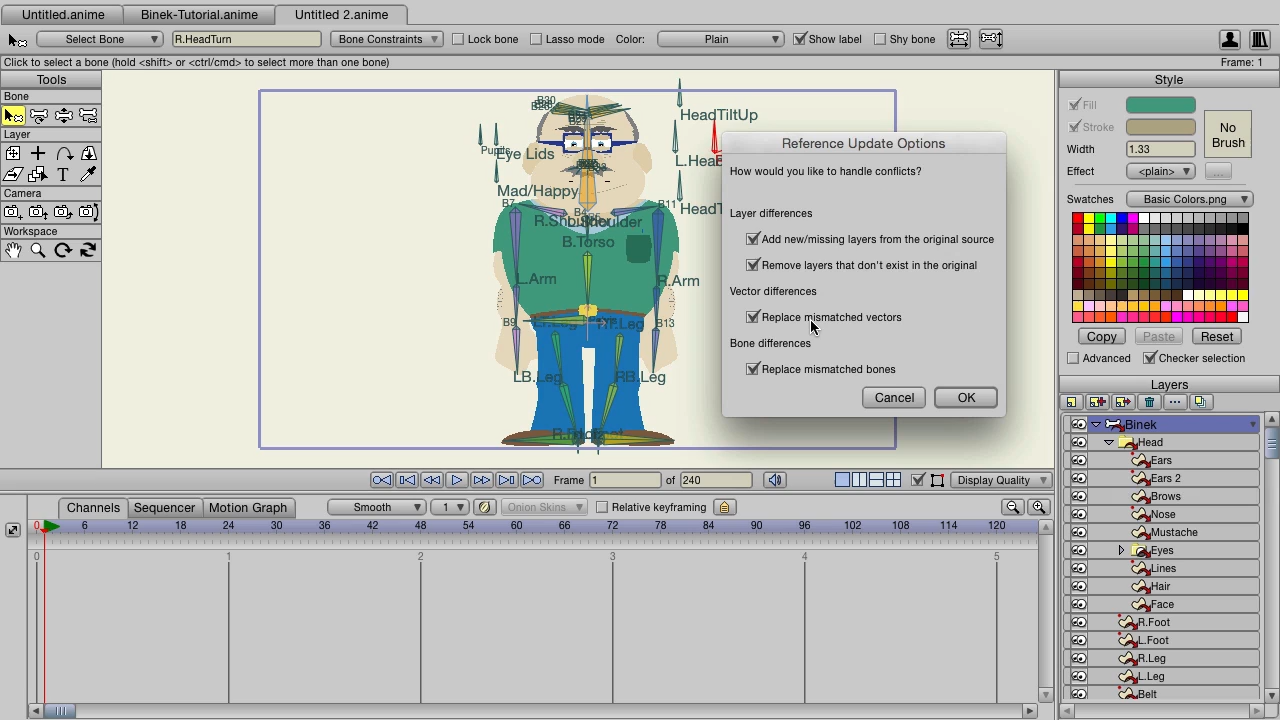 Untitled.anime Binek-Tutorial.anime Untitled 2.anime
Select Bone R.HeadTurn Bone Constraints Lock bone Lasso mode Color: Plain Show label Shy bone
Click to select a bone (hold <shift> or <ctrl/cmd> to select more than one bone) Frame: 1
Tools
Bone
Layer
Camera
Workspace
HeadTiltUp
Eye Lids
L.Hea
Mad/Happy
HeadT
B7
B11
B.Torso
L.Arm
R.Arm
B9
B13
LB.Leg
RB.Leg
Reference Update Options
How would you like to handle conflicts?
Layer differences
Add new/missing layers from the original source
Remove layers that don't exist in the original
Vector differences
Replace mismatched vectors
Bone differences
Replace mismatched bones
Cancel OK
Style
Fill
Stroke
No
Brush
Width 1.33
Effect <plain> ...
Swatches Basic Colors.png
Copy Paste Reset
Advanced Checker selection
Layers
Binek
Head
Ears
Ears 2
Brows
Nose
Mustache
Eyes
Lines
Hair
Face
R.Foot
L.Foot
R.Leg
L.Leg
Belt
Frame 1 of 240 Display Quality
Channels Sequencer Motion Graph Smooth 1 Onion Skins Relative keyframing
0 6 12 18 24 30 36 42 48 54 60 66 72 78 84 90 96 102 108 114 120
0 1 2 3 4 5